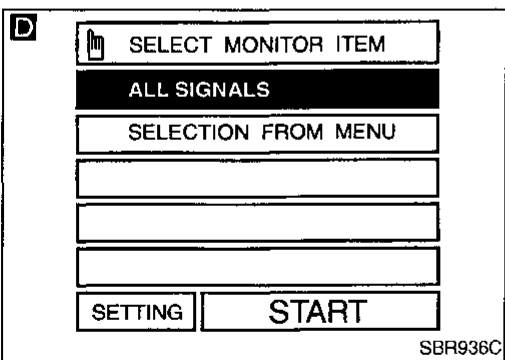 D
SELECT MONITOR ITEM
ALL SIGNALS
SELECTION FROM MENU
SETTING START
SBR936C